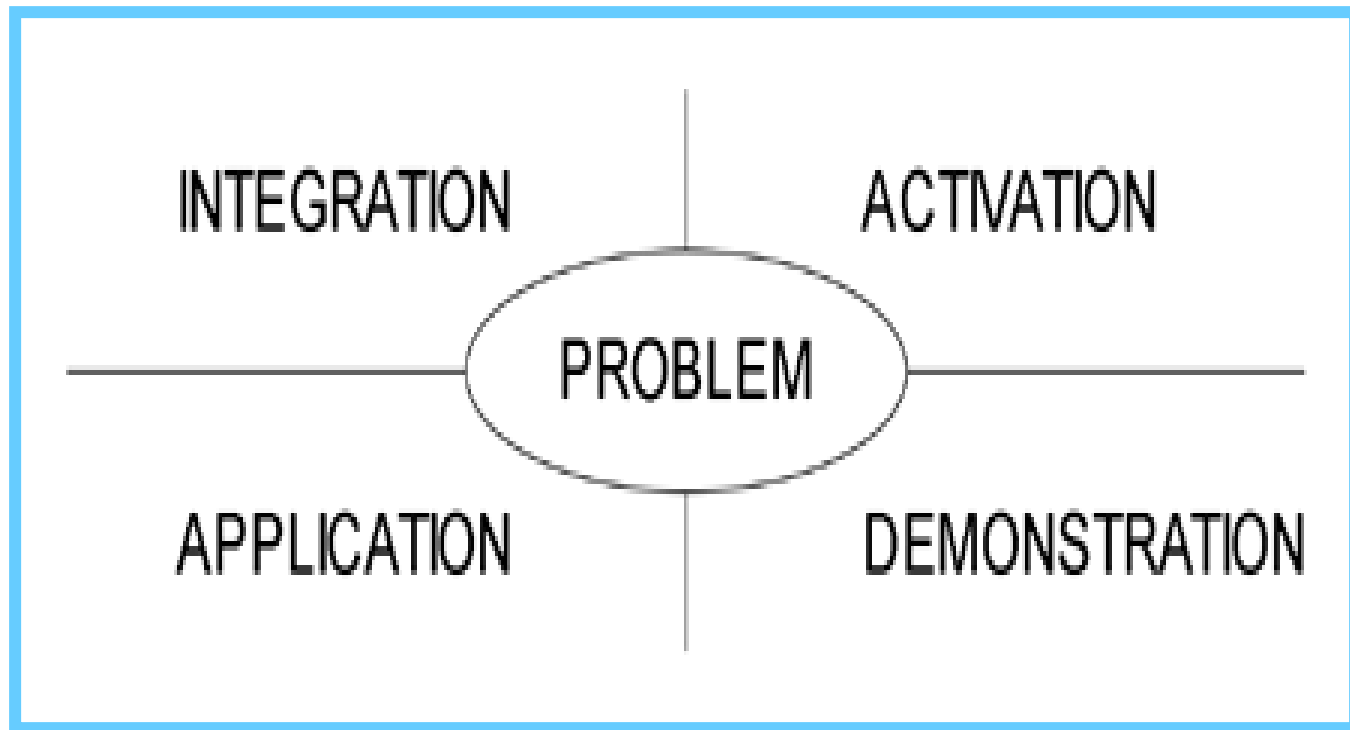 INTEGRATION
ACTIVATION
PROBLEM
APPLICATION
DEMONSTRATION